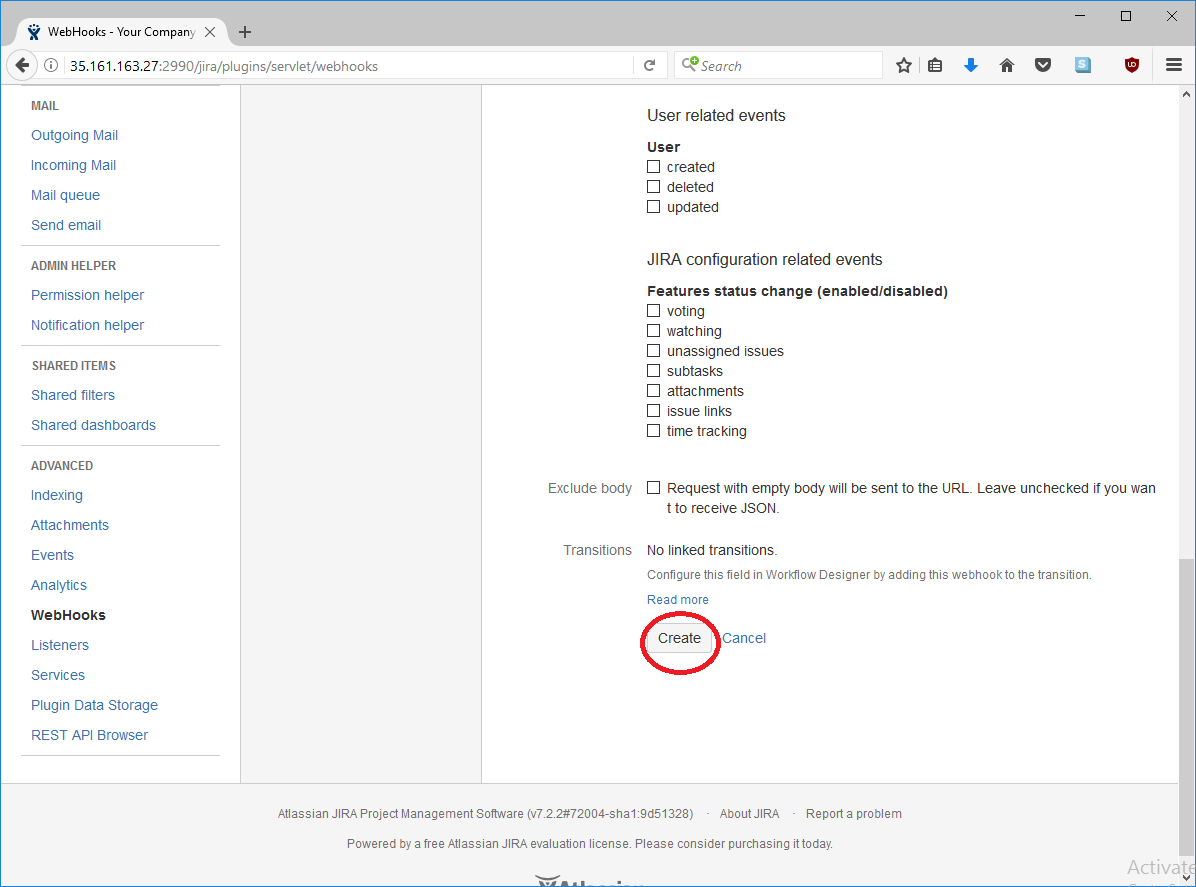 WebHooks - Your Company
35.161.163.27:2990/jira/plugins/servlet/webhooks
Search
MAIL
Outgoing Mail
Incoming Mail
Mail queue
Send email
ADMIN HELPER
Permission helper
Notification helper
SHARED ITEMS
Shared filters
Shared dashboards
ADVANCED
Indexing
Attachments
Events
Analytics
WebHooks
Listeners
Services
Plugin Data Storage
REST API Browser
User related events
User
created
deleted
updated
JIRA configuration related events
Features status change (enabled/disabled)
voting
watching
unassigned issues
subtasks
attachments
issue links
time tracking
Exclude body
Request with empty body will be sent to the URL. Leave unchecked if you wan
t to receive JSON.
Transitions
No linked transitions.
Configure this field in Workflow Designer by adding this webhook to the transition.
Read more
Create Cancel
Atlassian JIRA Project Management Software (v7.2.2#72004-sha1:9d51328) · About JIRA · Report a problem
Powered by a free Atlassian JIRA evaluation license. Please consider purchasing it today.
Atlassian
Activate